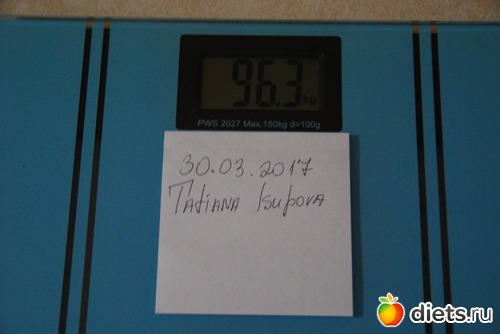 96.3 kg
PWS 2027 Max.150kg d=100g
30.03.2017
Tatiana Isupova
diets.ru